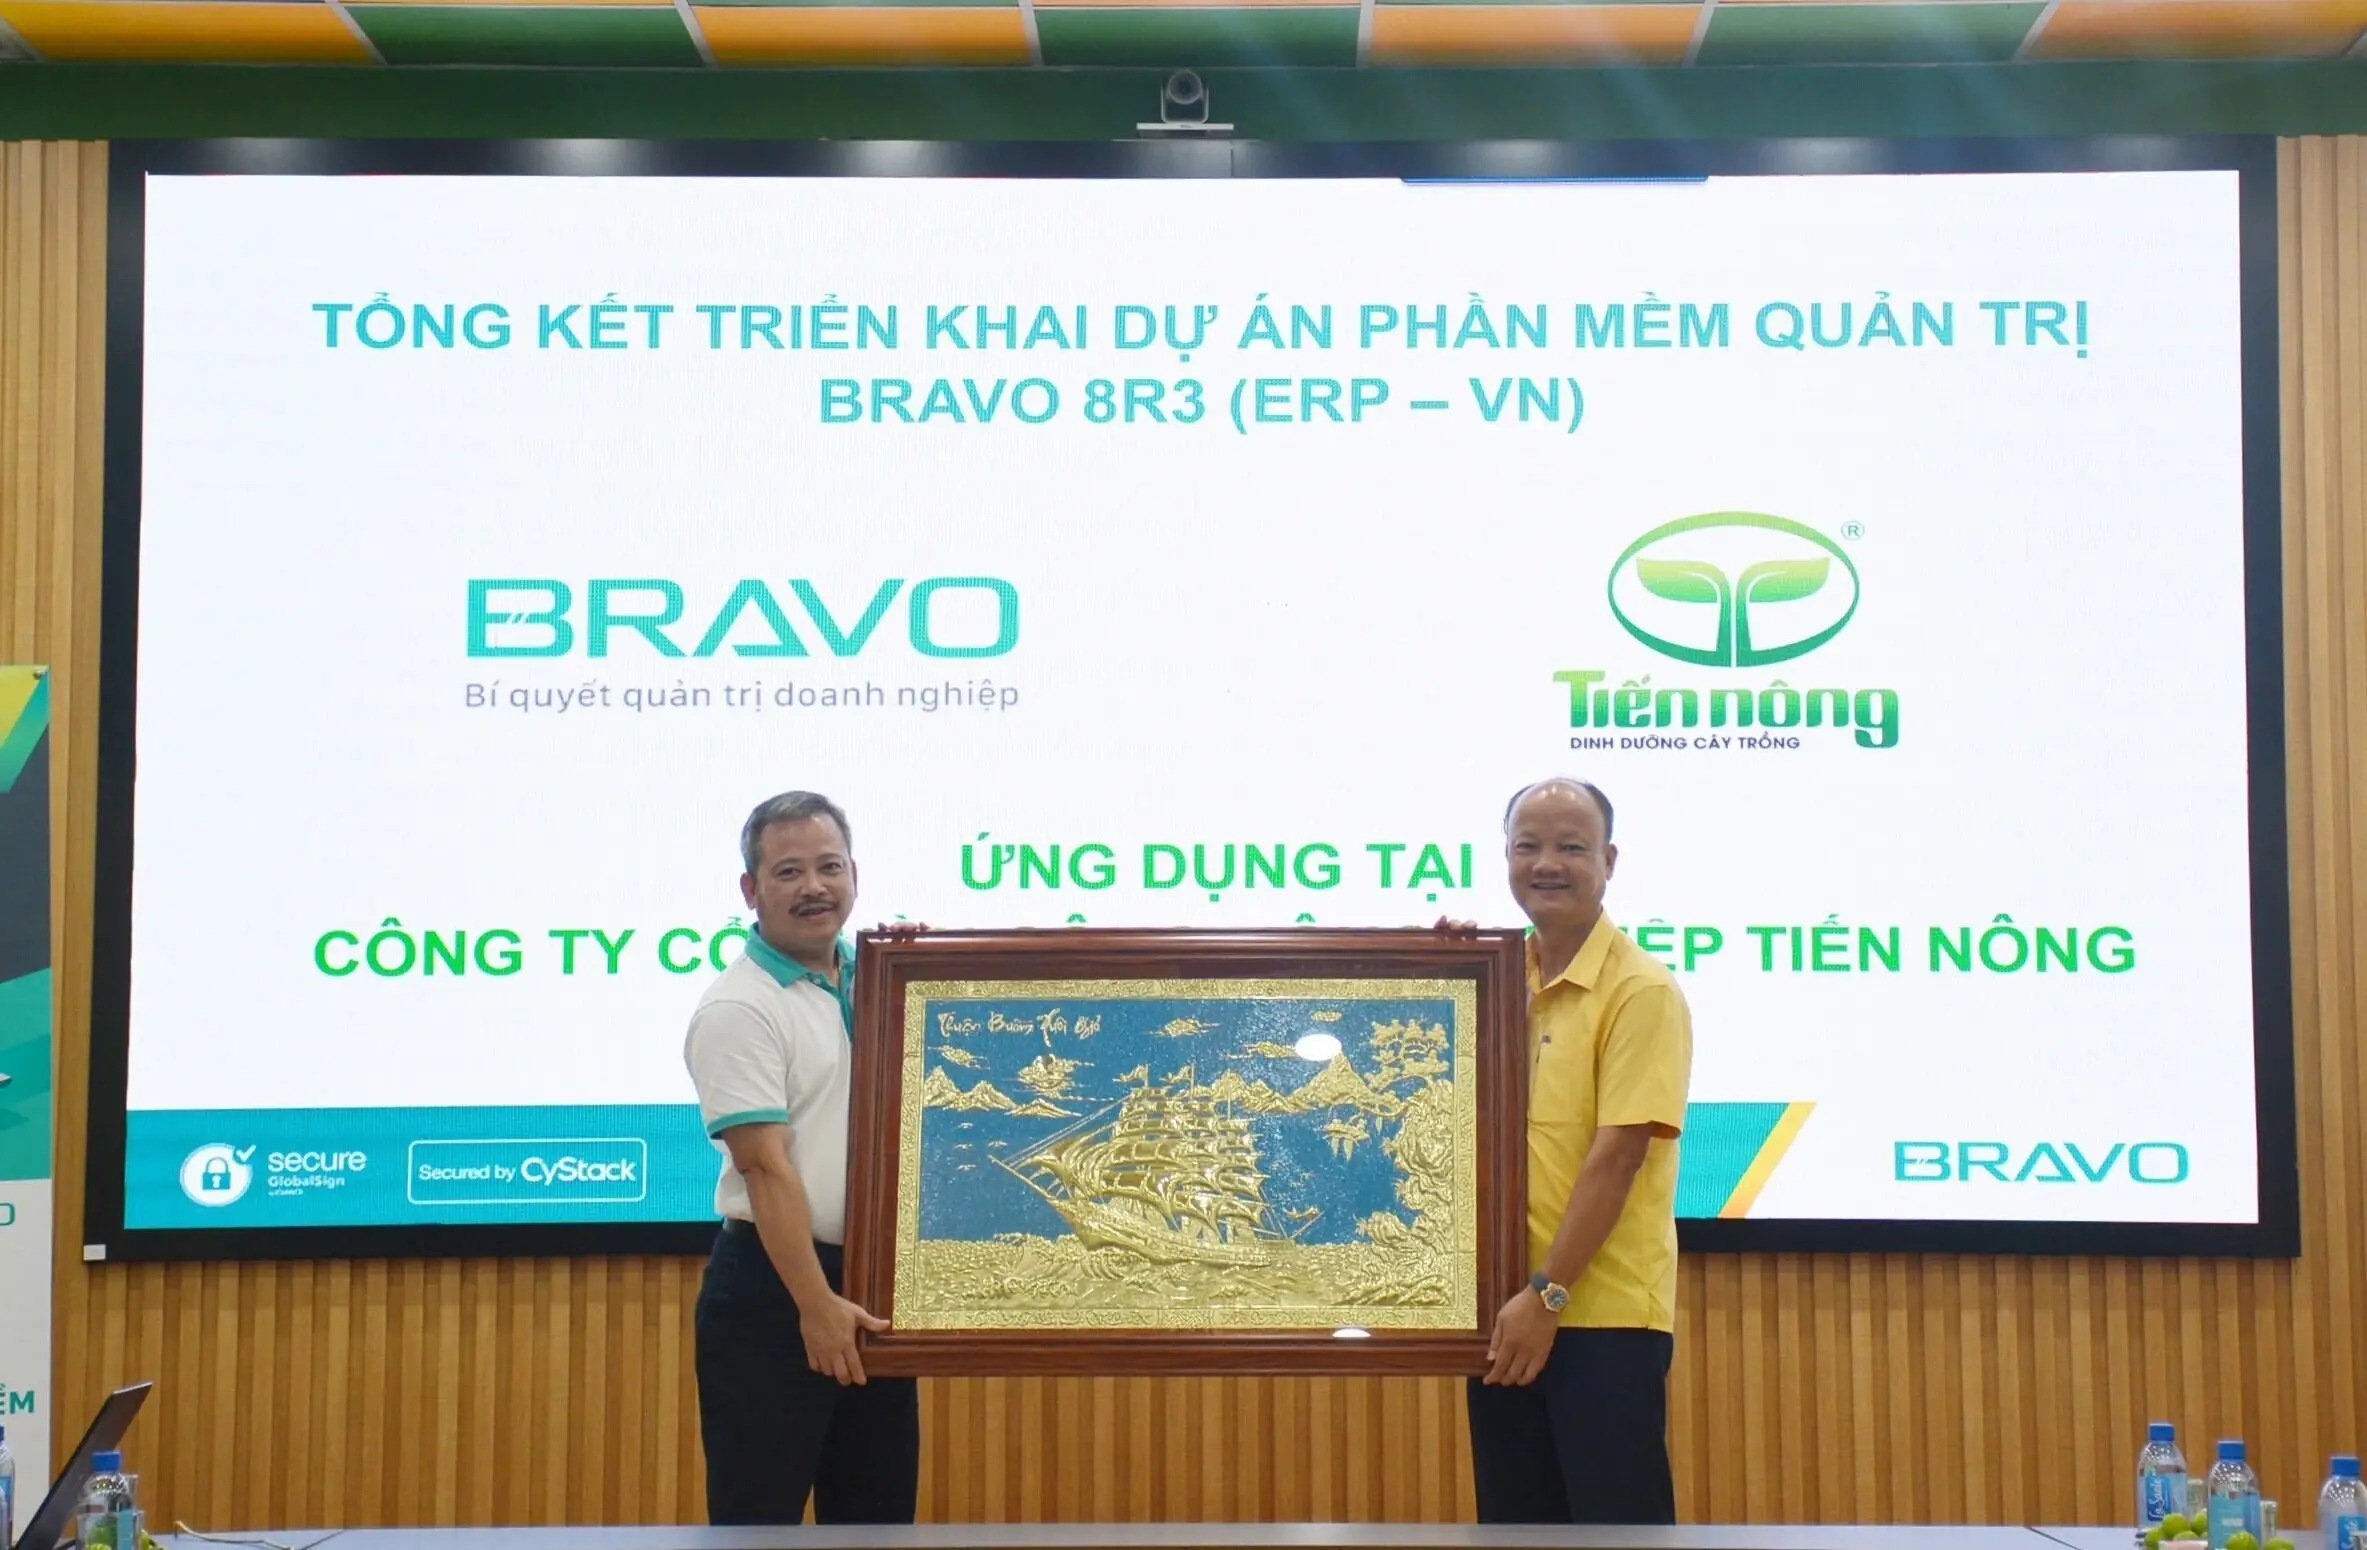 TỔNG KẾT TRIỂN KHAI DỰ ÁN PHẦN MỀM QUẢN TRỊ
BRAVO 8R3 (ERP – VN)
BRAVO
Bí quyết quản trị doanh nghiệp
®
Tiến nông
DINH DƯỠNG CÂY TRỒNG
ỨNG DỤNG TẠI
CÔNG TY CỔ TIẾN NÔNG
Thuận Buồm Xuôi Gió
secure
GlobalSign
Secured by CyStack
BRAVO
ỀM